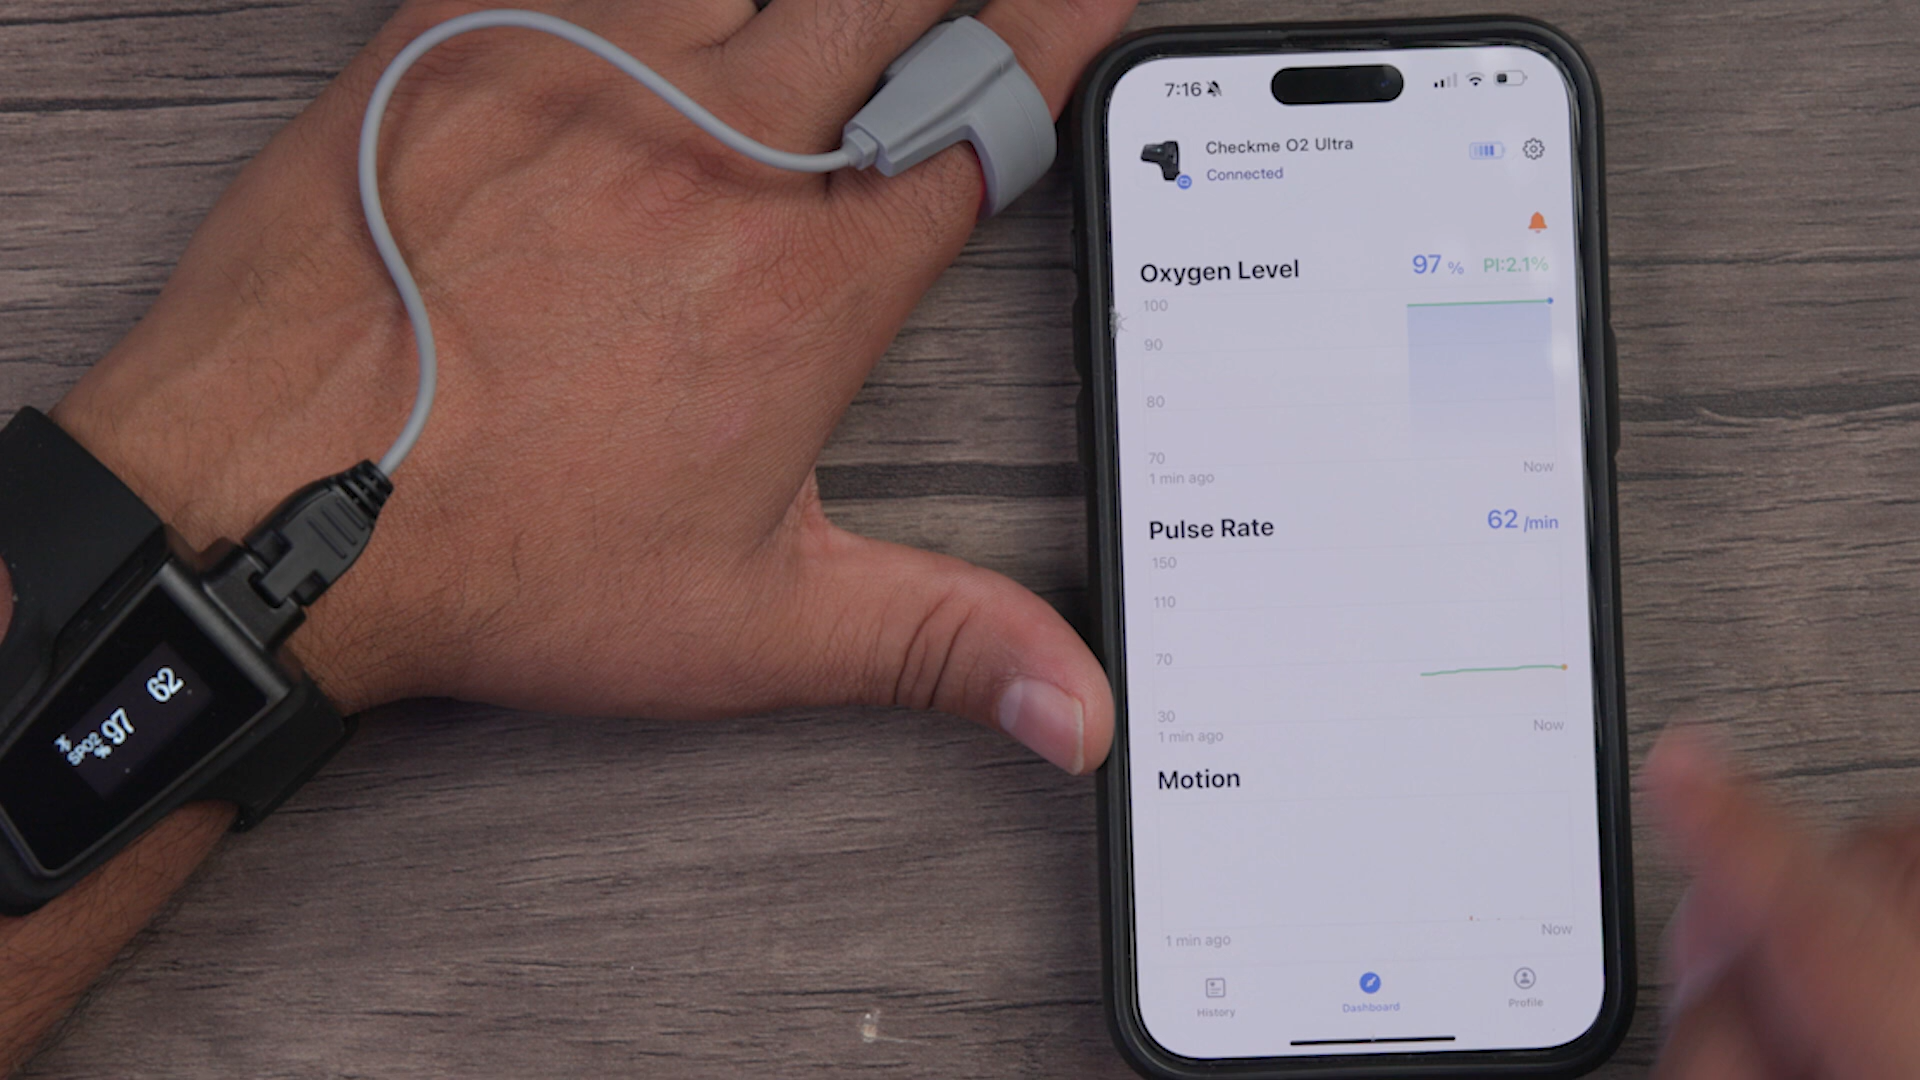 7:16
Checkme O2 Ultra
Connected
Oxygen Level
97 %
PI:2.1%
100
90
80
70
1 min ago
Now
Pulse Rate
62 /min
150
110
70
30
1 min ago
Now
Motion
1 min ago
Now
History
Dashboard
Profile
SPO2
%
97
62